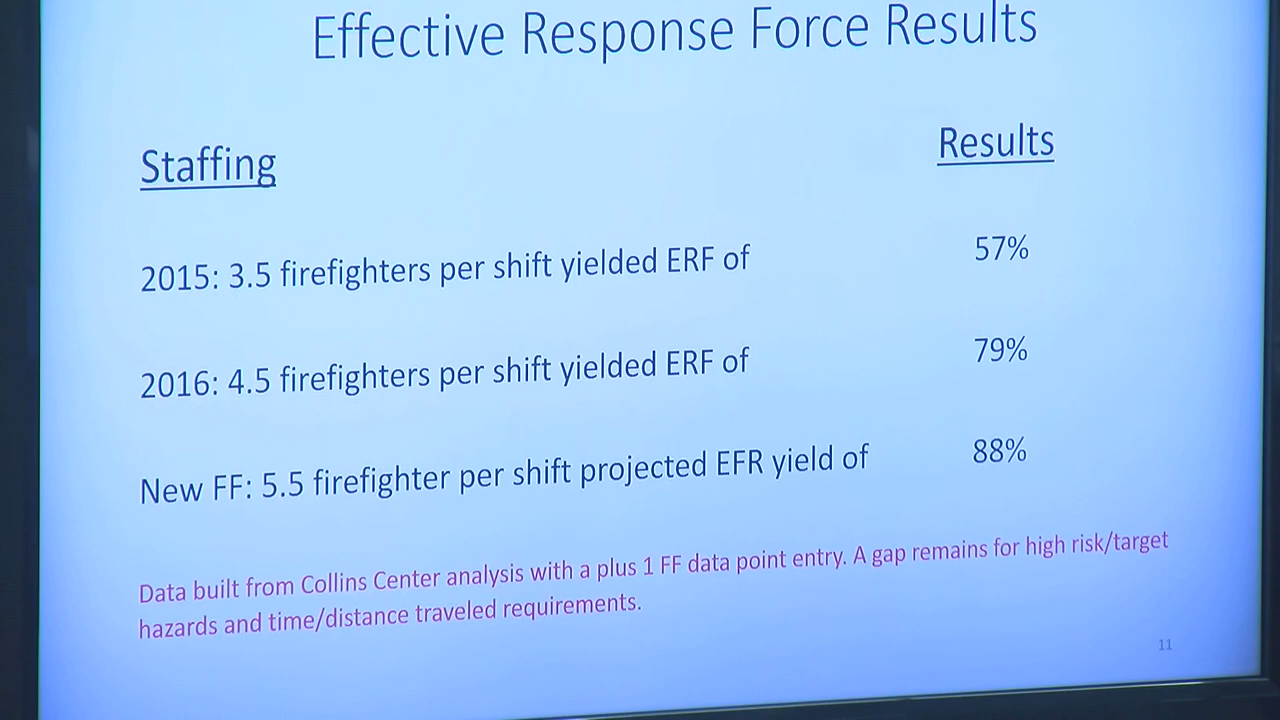 Effective Response Force Results
Staffing
Results
2015: 3.5 firefighters per shift yielded ERF of
57%
2016: 4.5 firefighters per shift yielded ERF of
79%
New FF: 5.5 firefighter per shift projected EFR yield of
88%
Data built from Collins Center analysis with a plus 1 FF data point entry. A gap remains for high risk/target
hazards and time/distance traveled requirements.
11